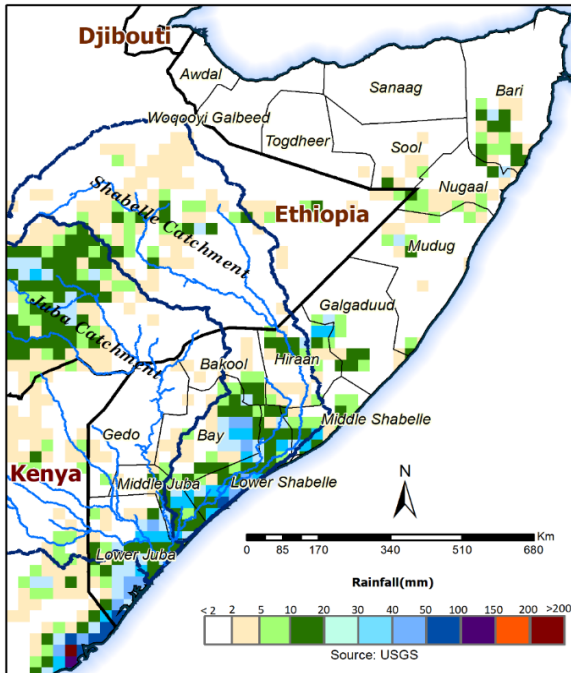 Djibouti
Awdal
Sanaag
Bari
Woqooyi Galbeed
Togdheer
Sool
Nugaal
Shabelle Catchment
Ethiopia
Mudug
Juba Catchment
Galgaduud
Bakool
Hiraan
Gedo
Bay
Middle Shabelle
Kenya
Middle Juba
Lower Shabelle
N
Lower Juba
Km
0 85 170 340 510 680
Rainfall(mm)
< 2 2 5 10 20 30 40 50 100 150 200 >200
Source: USGS